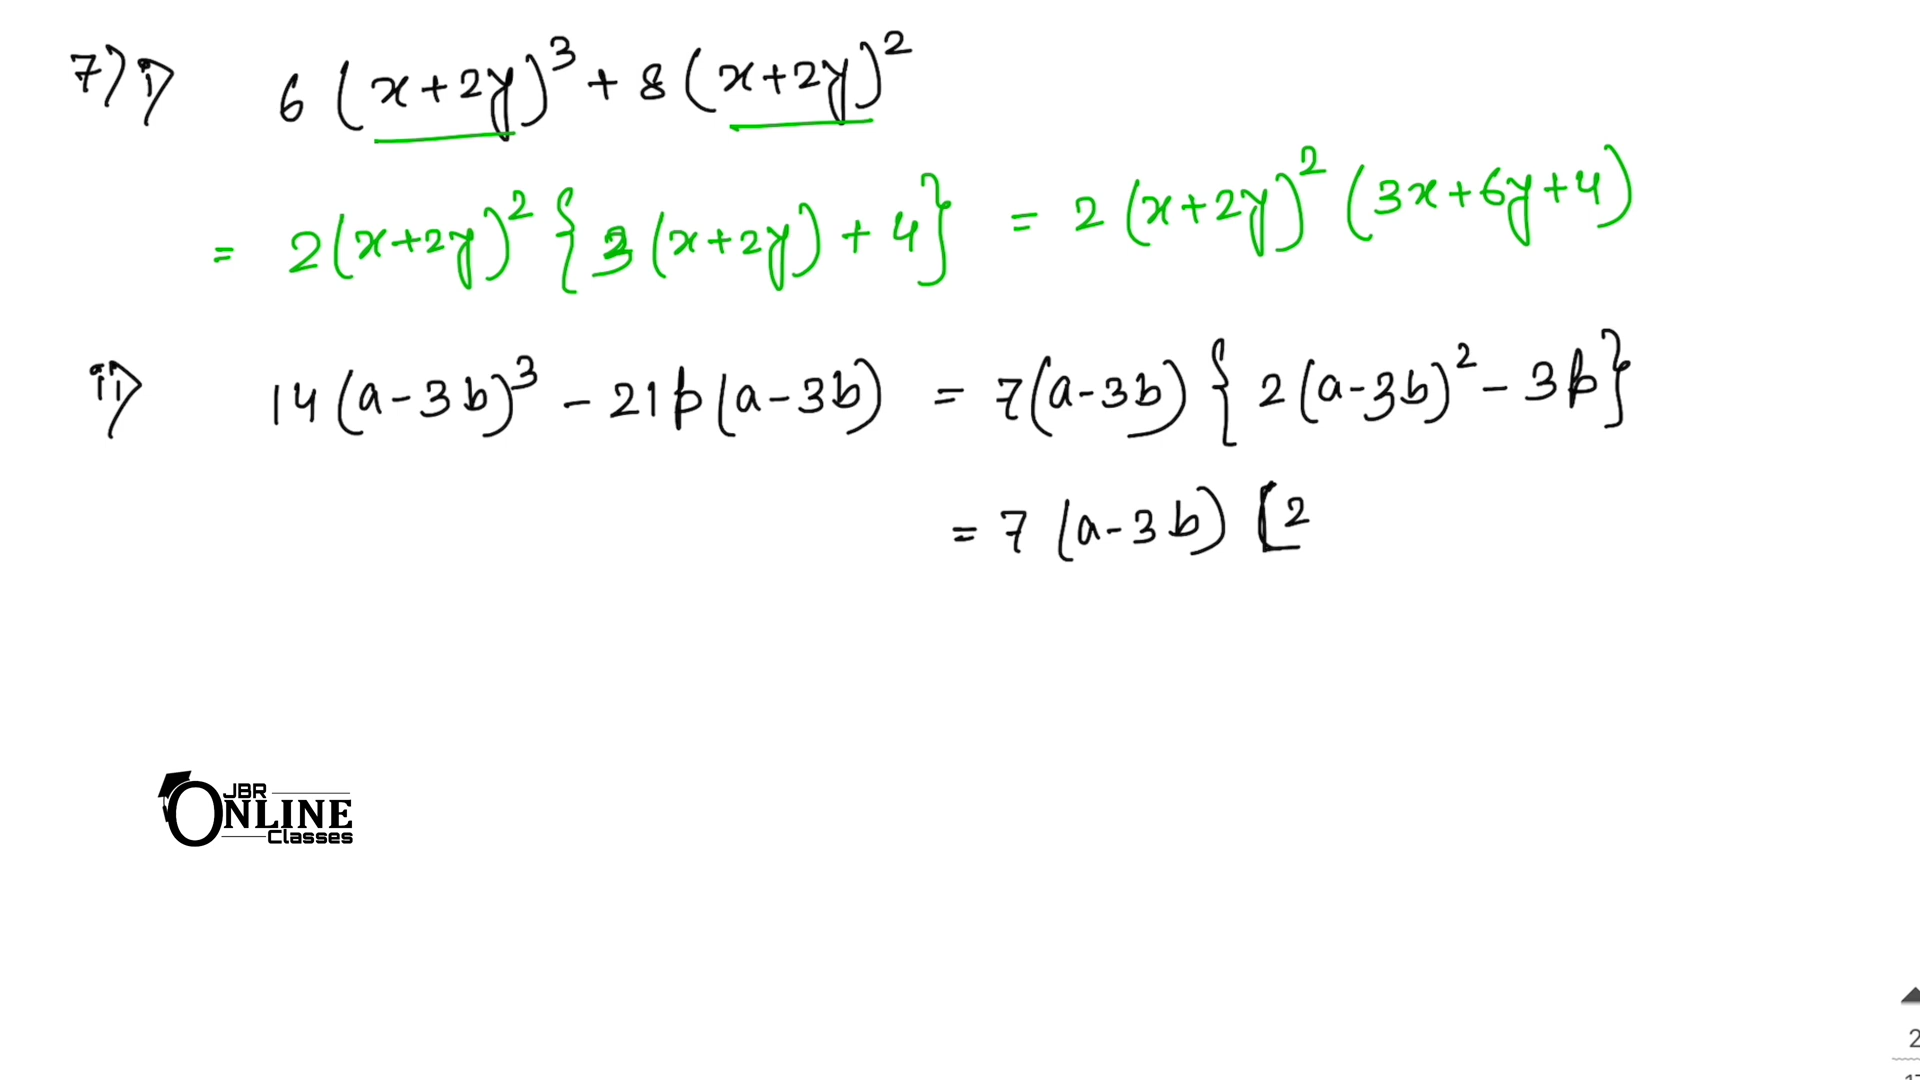 7) i) 6(x+2y)³ + 8(x+2y)²
= 2(x+2y)² {3(x+2y) + 4} = 2(x+2y)² (3x+6y+4)
ii) 14(a-3b)³ - 21p(a-3b) = 7(a-3b) {2(a-3b)² - 3p}
= 7(a-3b) [2
JBR
ONLINE
Classes
2